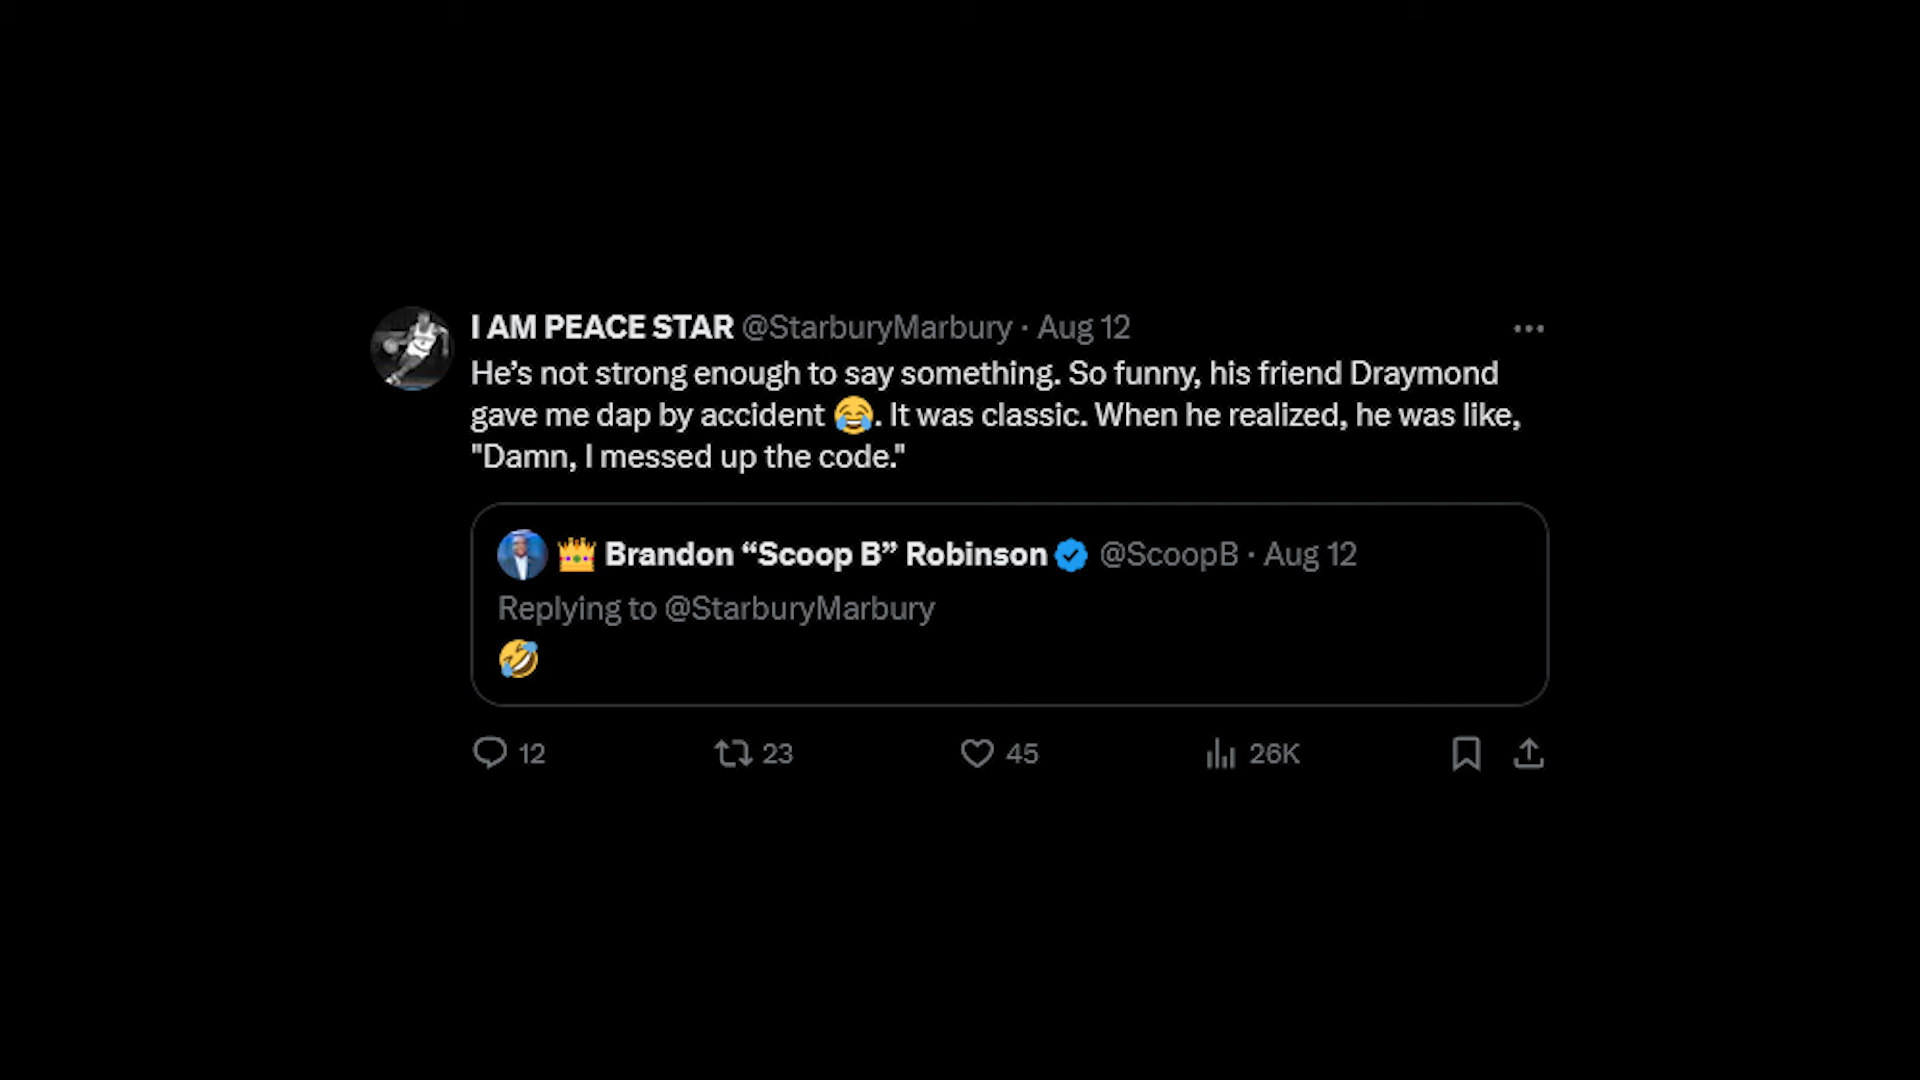 I AM PEACE STAR @StarburyMarbury · Aug 12
He’s not strong enough to say something. So funny, his friend Draymond
gave me dap by accident 😂. It was classic. When he realized, he was like,
"Damn, I messed up the code."
👑 Brandon “Scoop B” Robinson @ScoopB · Aug 12
Replying to @StarburyMarbury
🤣
12 23 45 26K